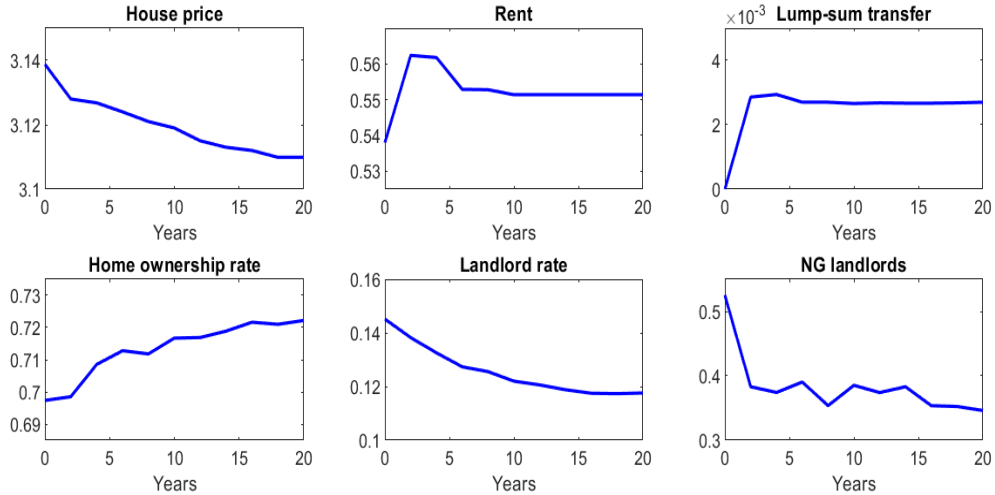 House price
3.14
3.12
3.1
0 5 10 15 20
Years
Rent
0.56
0.55
0.54
0.53
0 5 10 15 20
Years
Lump-sum transfer
×10⁻³
4
2
0
0 5 10 15 20
Years
Home ownership rate
0.73
0.72
0.71
0.7
0.69
0 5 10 15 20
Years
Landlord rate
0.16
0.14
0.12
0.1
0 5 10 15 20
Years
NG landlords
0.5
0.4
0.3
0 5 10 15 20
Years